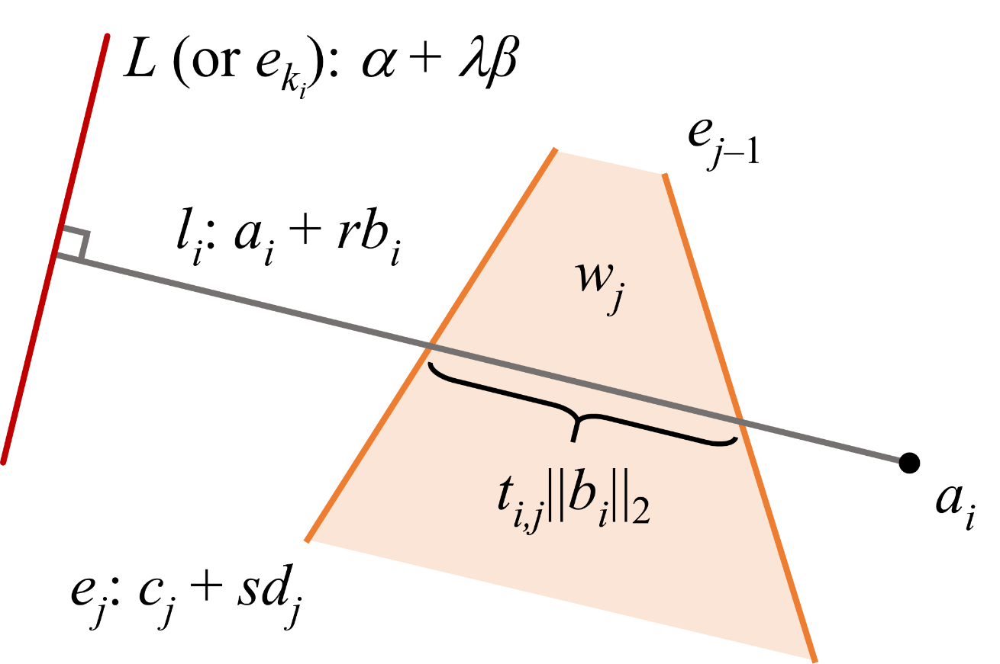 L (or e_{k_i}): α + λβ
e_{j–1}
l_i: a_i + rb_i
w_j
t_{i,j}||b_i||_2
a_i
e_j: c_j + sd_j